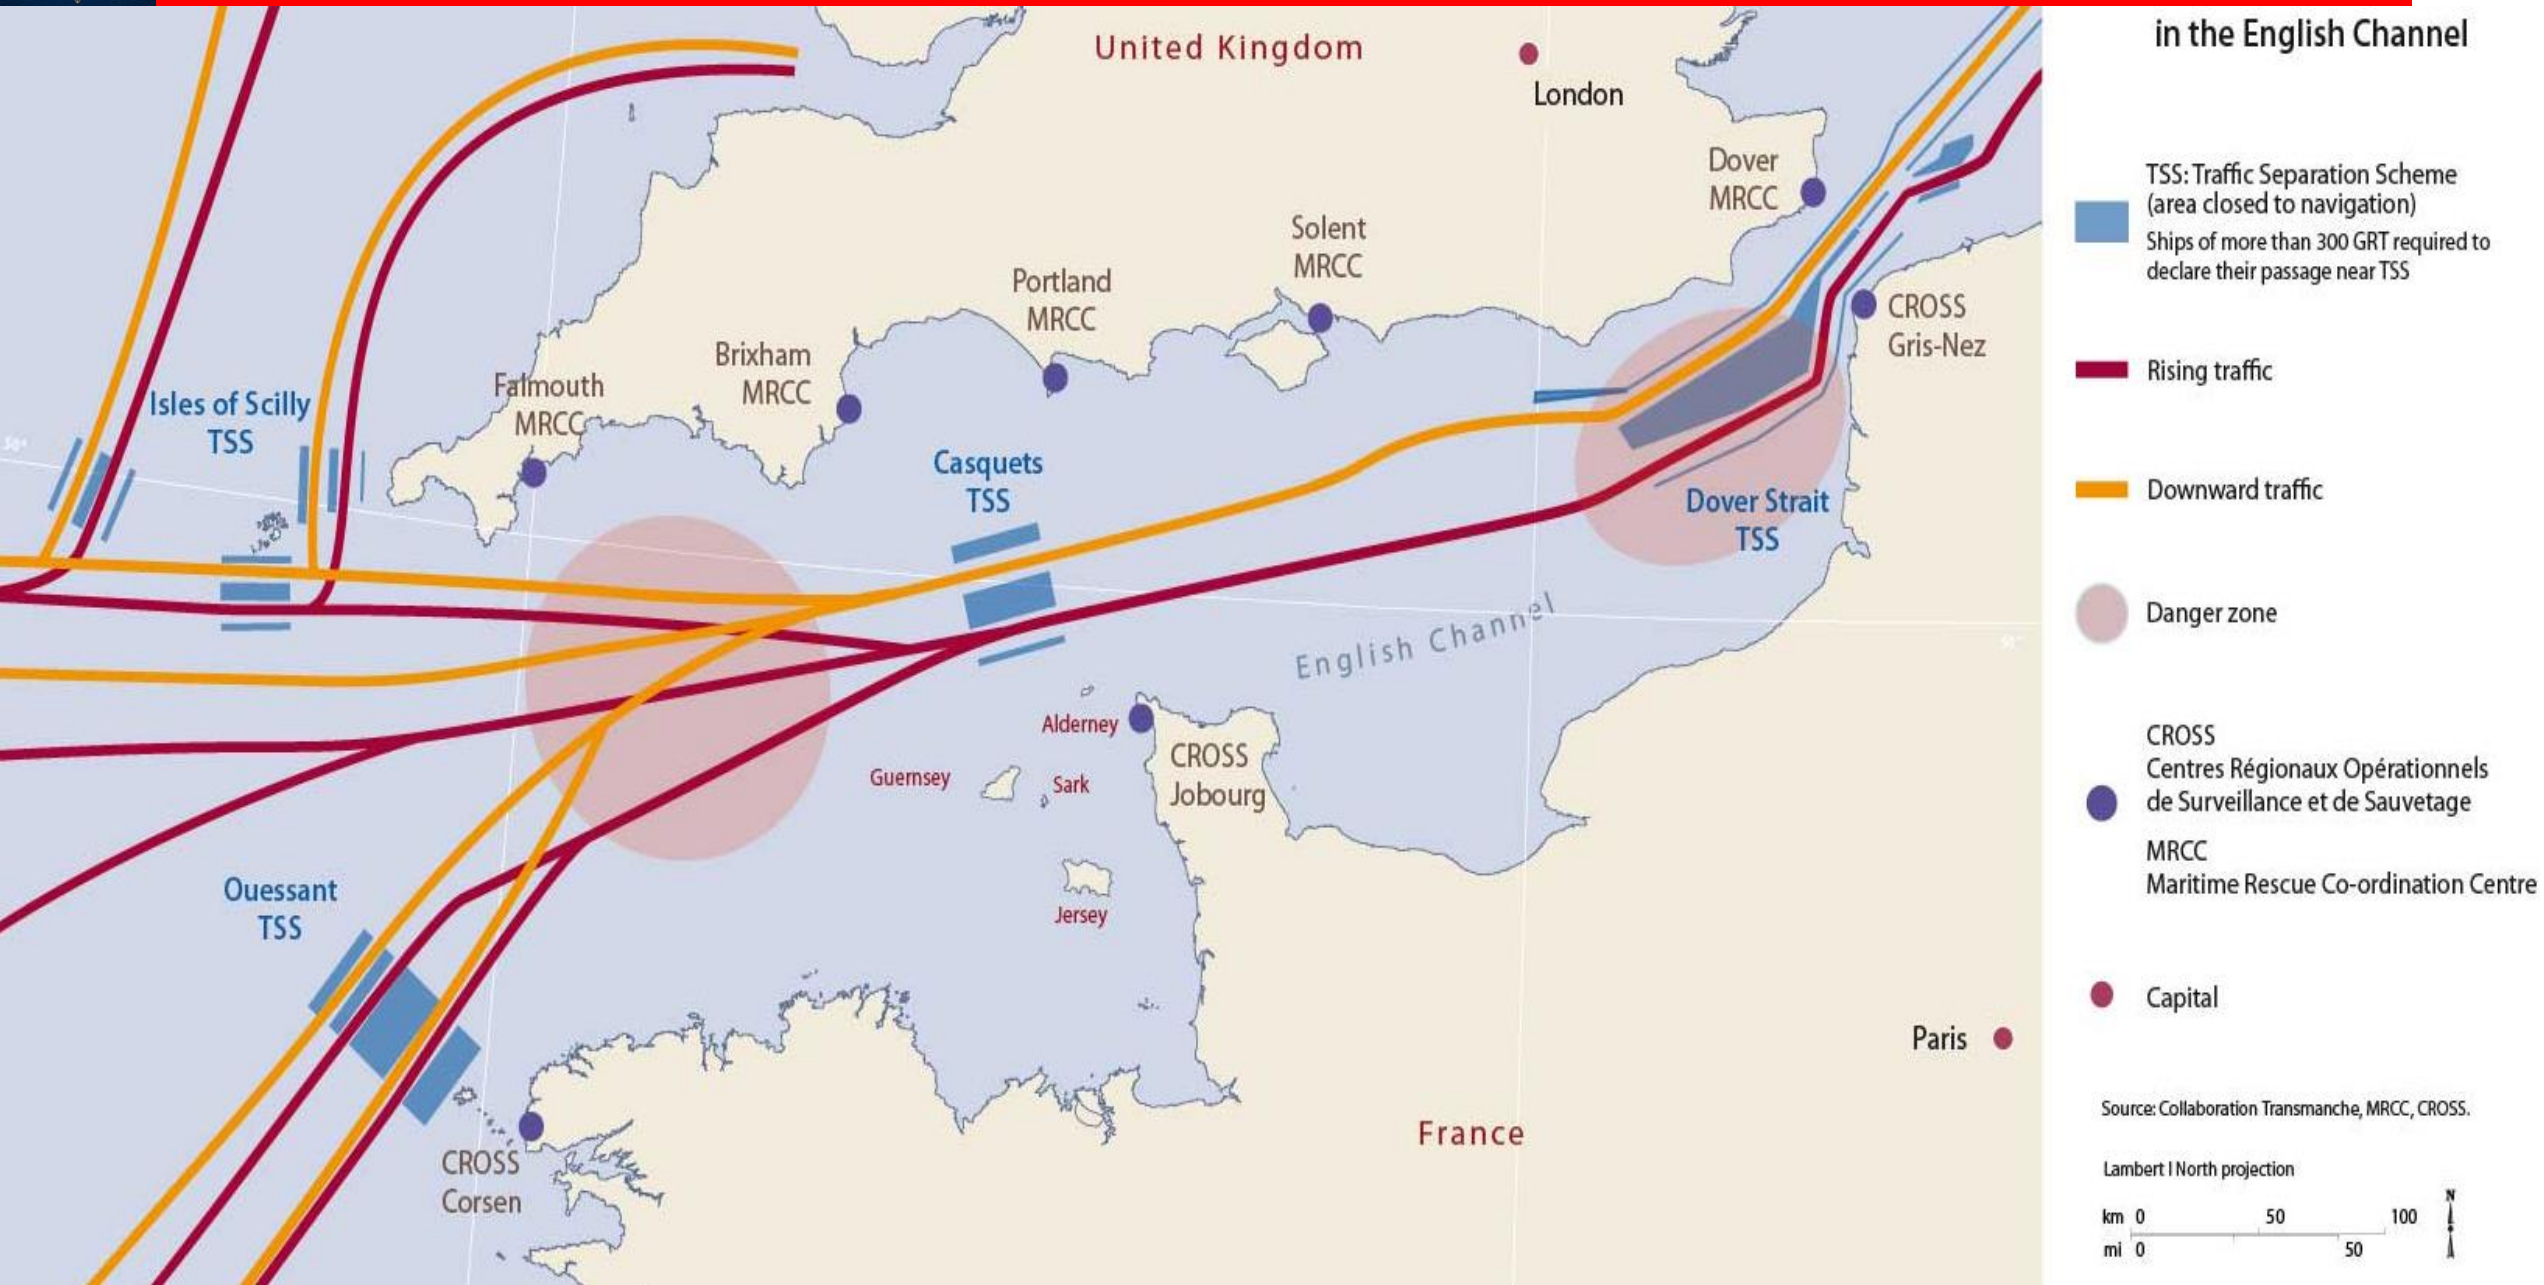 in the English Channel
United Kingdom
London
Dover
MRCC
Solent
MRCC
Portland
MRCC
Brixham
MRCC
Falmouth
MRCC
Isles of Scilly
TSS
50°
Casquets
TSS
CROSS
Gris-Nez
Dover Strait
TSS
English Channel
Alderney
CROSS
Jobourg
Guernsey
Sark
Jersey
Ouessant
TSS
CROSS
Corsen
Paris
France
TSS: Traffic Separation Scheme
(area closed to navigation)
Ships of more than 300 GRT required to
declare their passage near TSS
Rising traffic
Downward traffic
Danger zone
CROSS
Centres Régionaux Opérationnels
de Surveillance et de Sauvetage
MRCC
Maritime Rescue Co-ordination Centre
Capital
Source: Collaboration Transmanche, MRCC, CROSS.
Lambert I North projection
N
km 0 50 100
mi 0 50